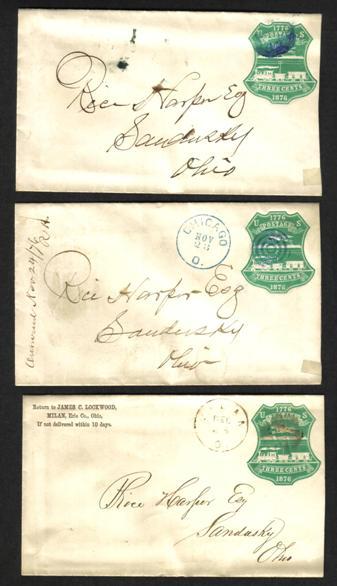 1776
U S
POSTAGE
THREE CENTS
1876
Rice Harper Esq
Sandusky
Ohio
1776
U S
POSTAGE
THREE CENTS
1876
CHICAGO
NOV
23
O.
Nov 24/76
Rice Harper Esq
Sandusky
Ohio
Return to JAMES C. LOCKWOOD,
MILAN, Erie Co., Ohio,
If not delivered within 10 days.
DEC
1776
U S
THREE CENTS
1876
Rice Harper Esq
Sandusky
Ohio